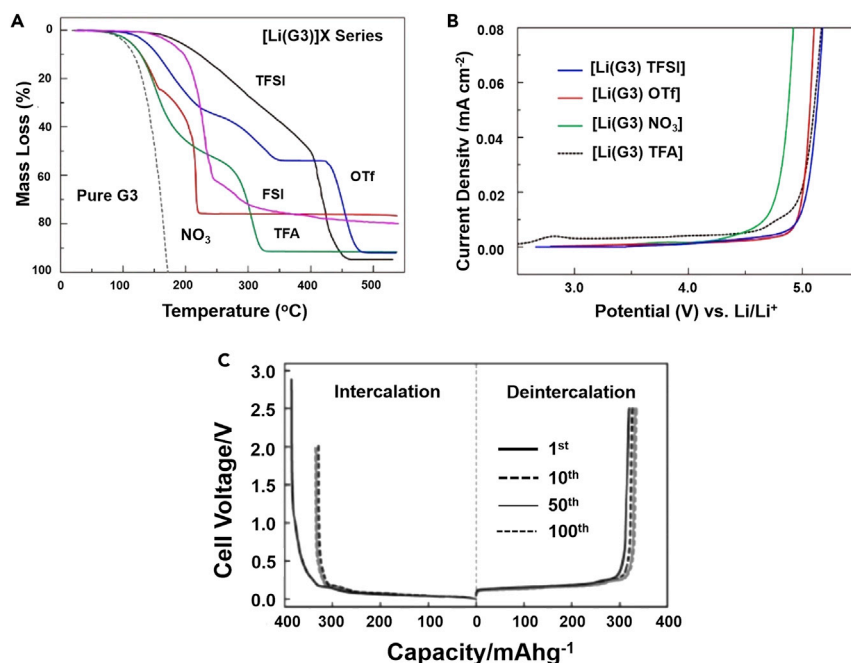 A
[Li(G3)]X Series
0
20
40
60
80
100
Mass Loss (%)
TFSI
OTf
FSI
Pure G3
NO₃
TFA
0 100 200 300 400 500
Temperature (°C)
B
0.08
0.06
0.04
0.02
0.00
Current Density (mA cm⁻²)
[Li(G3) TFSI]
[Li(G3) OTf]
[Li(G3) NO₃]
[Li(G3) TFA]
3.0 4.0 5.0
Potential (V) vs. Li/Li⁺
C
3.0
2.5
2.0
1.5
1.0
0.5
0.0
Cell Voltage/V
Intercalation
Deintercalation
1st
10th
50th
100th
400 300 200 100 0 100 200 300 400
Capacity/mAhg⁻¹